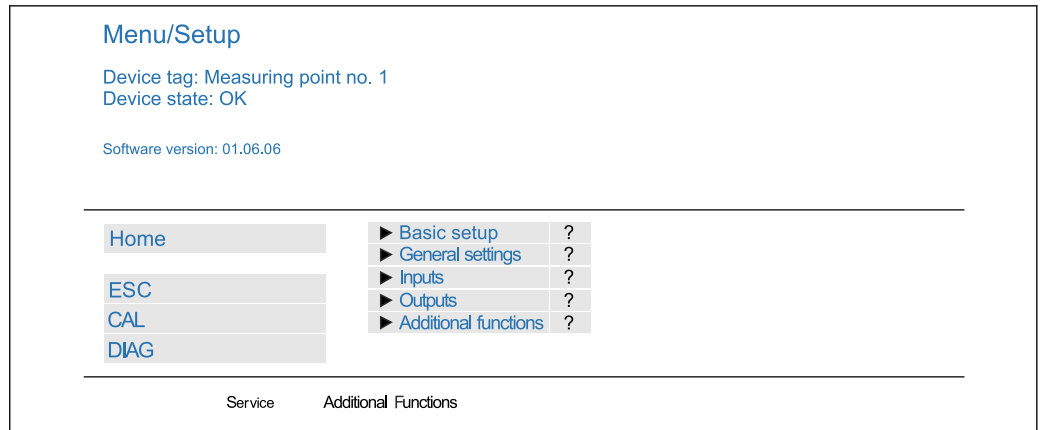 Menu/Setup
Device tag: Measuring point no. 1
Device state: OK
Software version: 01.06.06
Home
ESC
CAL
DIAG
► Basic setup ?
► General settings ?
► Inputs ?
► Outputs ?
► Additional functions ?
Service Additional Functions